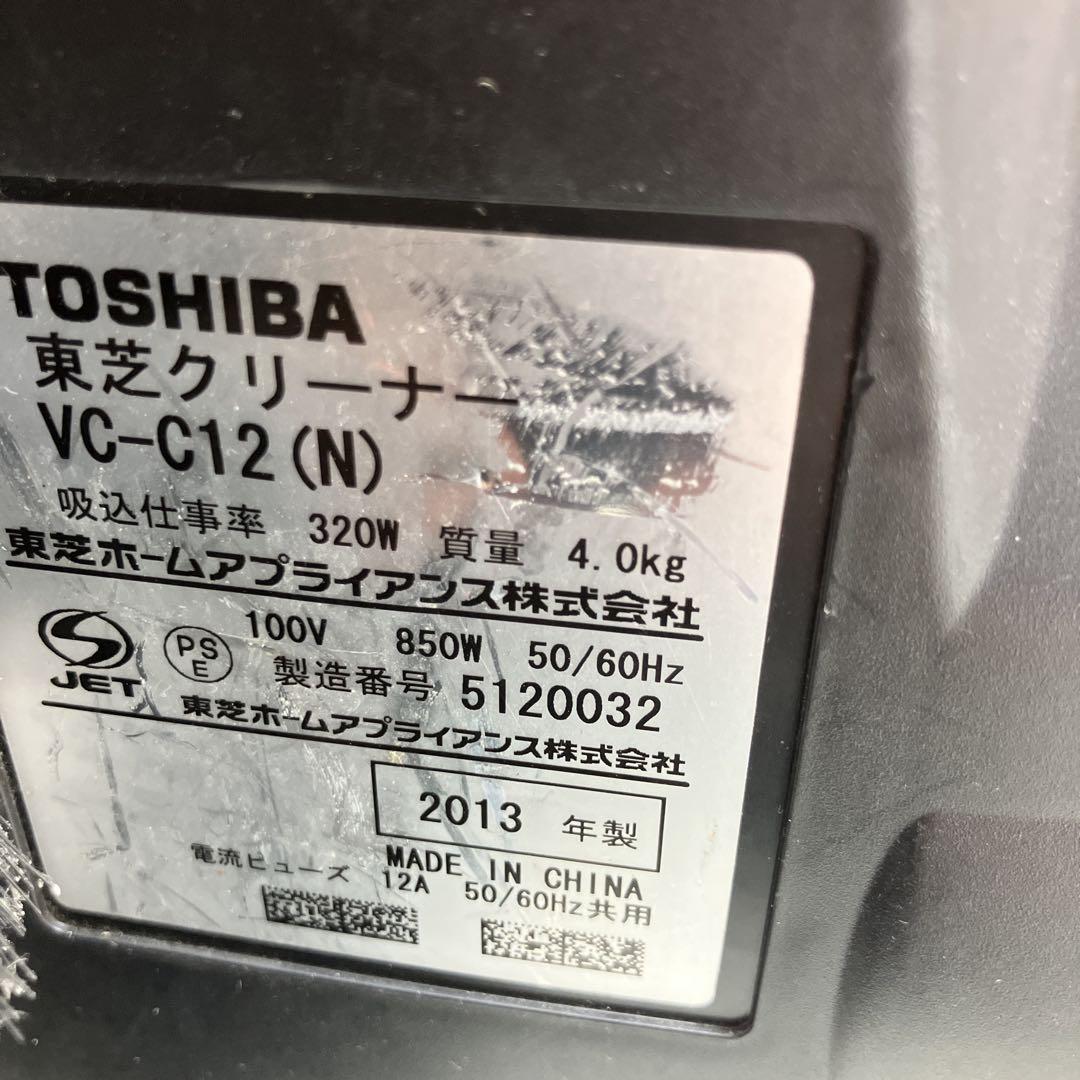 TOSHIBA
東芝クリーナー
VC-C12(N)
吸込仕事率 320W 質量 4.0kg
東芝ホームアプライアンス株式会社
JET PSE 100V 850W 50/60Hz
製造番号 5120032
東芝ホームアプライアンス株式会社
2013 年製
MADE IN CHINA
電流ヒューズ 12A 50/60Hz共用